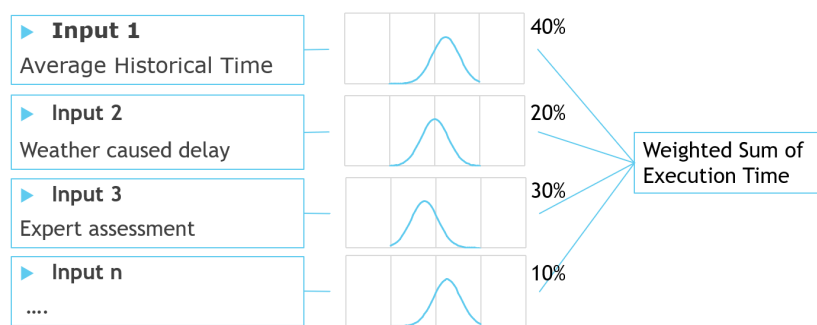 Input 1
Average Historical Time
40%
Input 2
Weather caused delay
20%
Input 3
Expert assessment
30%
Input n
....
10%
Weighted Sum of
Execution Time